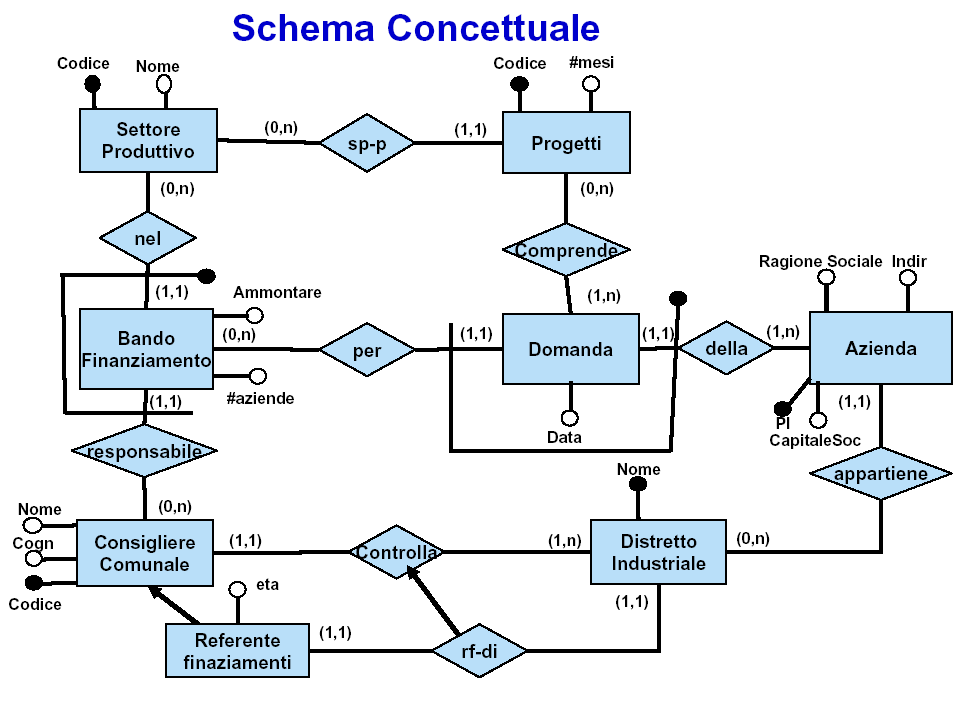 Schema Concettuale
Codice
Nome
Codice
#mesi
Settore
Produttivo
(0,n)
sp-p
(1,1)
Progetti
(0,n)
(0,n)
nel
Comprende
(1,1)
Ammontare
(1,n)
Ragione Sociale
Indir
Bando
Finanziamento
(0,n)
per
(1,1)
Domanda
(1,1)
della
(1,n)
Azienda
#aziende
(1,1)
Data
PI
CapitaleSoc
(1,1)
responsabile
Nome
appartiene
(0,n)
Nome
Cogn
Codice
Consigliere
Comunale
(1,1)
Controlla
(1,n)
Distretto
Industriale
(0,n)
eta
(1,1)
Referente
finaziamenti
(1,1)
rf-di